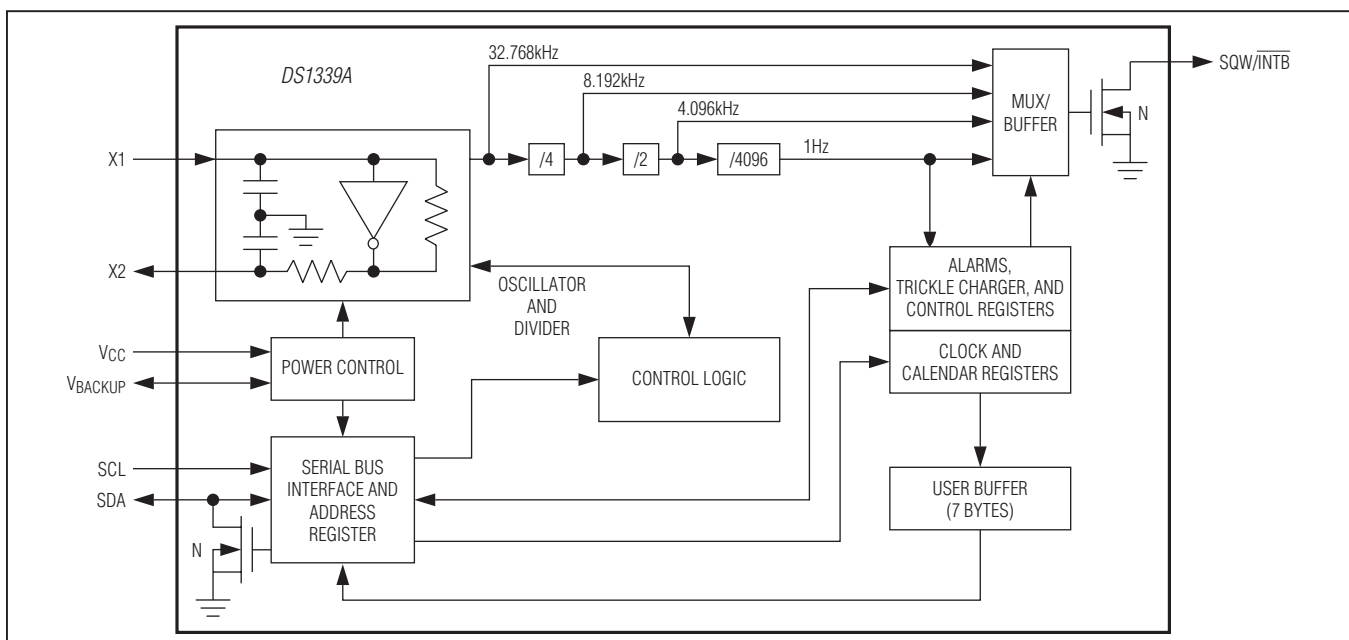 DS1339A
32.768kHz
8.192kHz
4.096kHz
MUX/
BUFFER
SQW/INTB
N
X1
/4
/2
/4096
1Hz
X2
OSCILLATOR
AND
DIVIDER
ALARMS,
TRICKLE CHARGER, AND
CONTROL REGISTERS
VCC
VBACKUP
POWER CONTROL
CONTROL LOGIC
CLOCK AND
CALENDAR REGISTERS
SCL
SDA
SERIAL BUS
INTERFACE AND
ADDRESS
REGISTER
USER BUFFER
(7 BYTES)
N